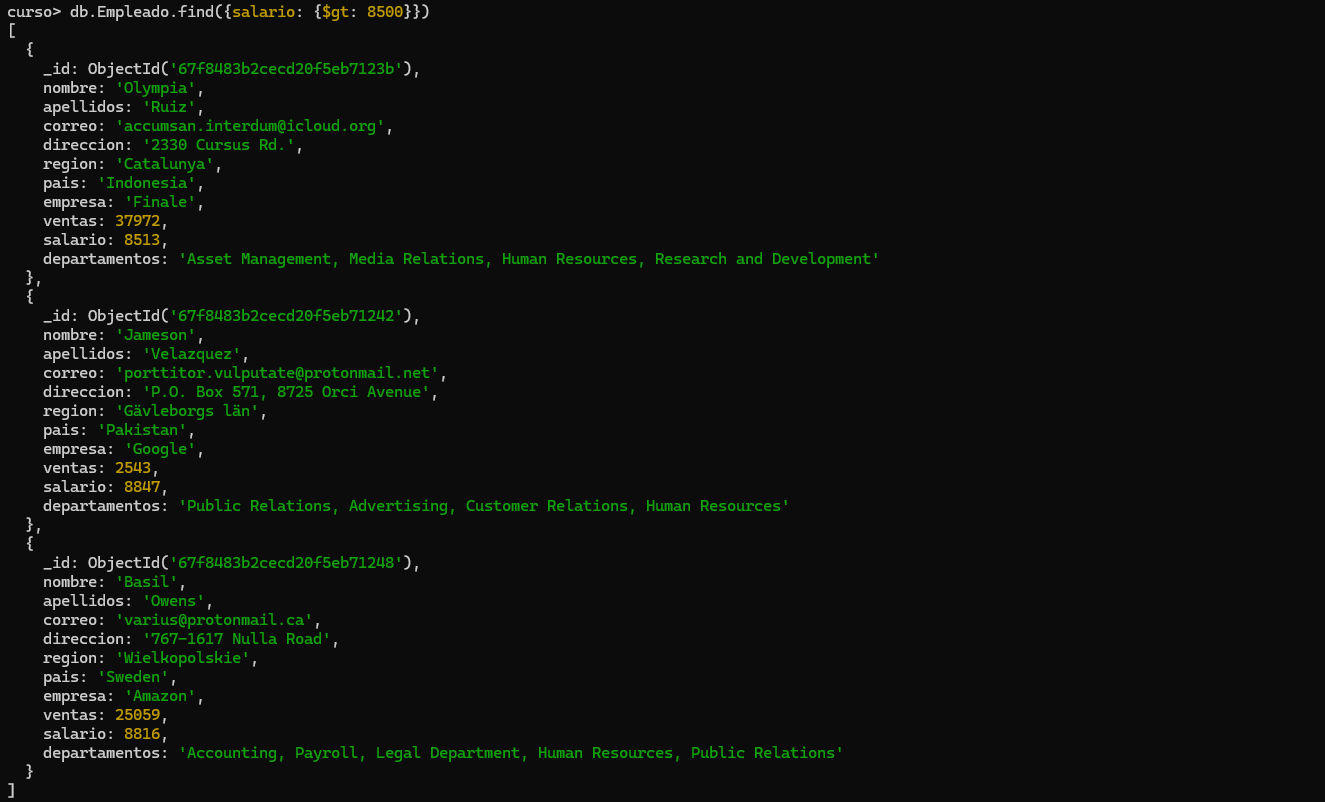 curso> db.Empleado.find({salario: {$gt: 8500}})
[
  {
    _id: ObjectId('67f8483b2cecd20f5eb7123b'),
    nombre: 'Olympia',
    apellidos: 'Ruiz',
    correo: 'accumsan.interdum@icloud.org',
    direccion: '2330 Cursus Rd.',
    region: 'Catalunya',
    pais: 'Indonesia',
    empresa: 'Finale',
    ventas: 37972,
    salario: 8513,
    departamentos: 'Asset Management, Media Relations, Human Resources, Research and Development'
  },
  {
    _id: ObjectId('67f8483b2cecd20f5eb71242'),
    nombre: 'Jameson',
    apellidos: 'Velazquez',
    correo: 'porttitor.vulputate@protonmail.net',
    direccion: 'P.O. Box 571, 8725 Orci Avenue',
    region: 'Gävleborgs län',
    pais: 'Pakistan',
    empresa: 'Google',
    ventas: 2543,
    salario: 8847,
    departamentos: 'Public Relations, Advertising, Customer Relations, Human Resources'
  },
  {
    _id: ObjectId('67f8483b2cecd20f5eb71248'),
    nombre: 'Basil',
    apellidos: 'Owens',
    correo: 'varius@protonmail.ca',
    direccion: '767-1617 Nulla Road',
    region: 'Wielkopolskie',
    pais: 'Sweden',
    empresa: 'Amazon',
    ventas: 25059,
    salario: 8816,
    departamentos: 'Accounting, Payroll, Legal Department, Human Resources, Public Relations'
  }
]